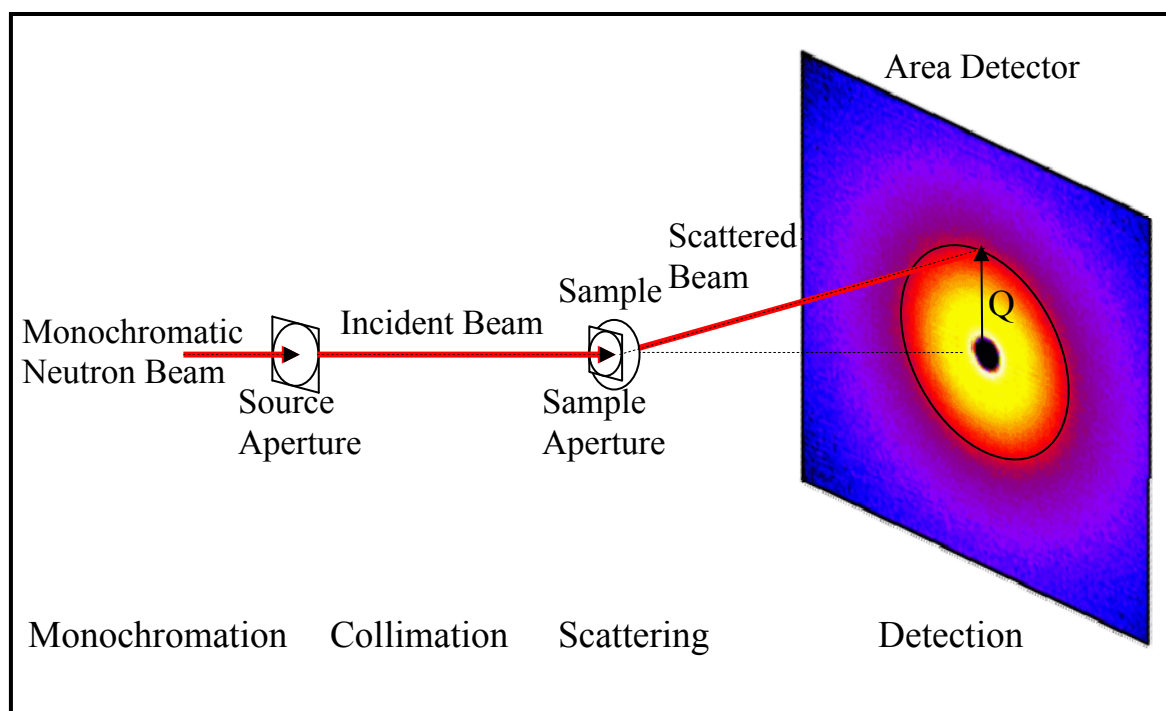 Area Detector
Scattered
Beam
Sample
Q
Incident Beam
Monochromatic
Neutron Beam
Source
Aperture
Sample
Aperture
Monochromation
Collimation
Scattering
Detection